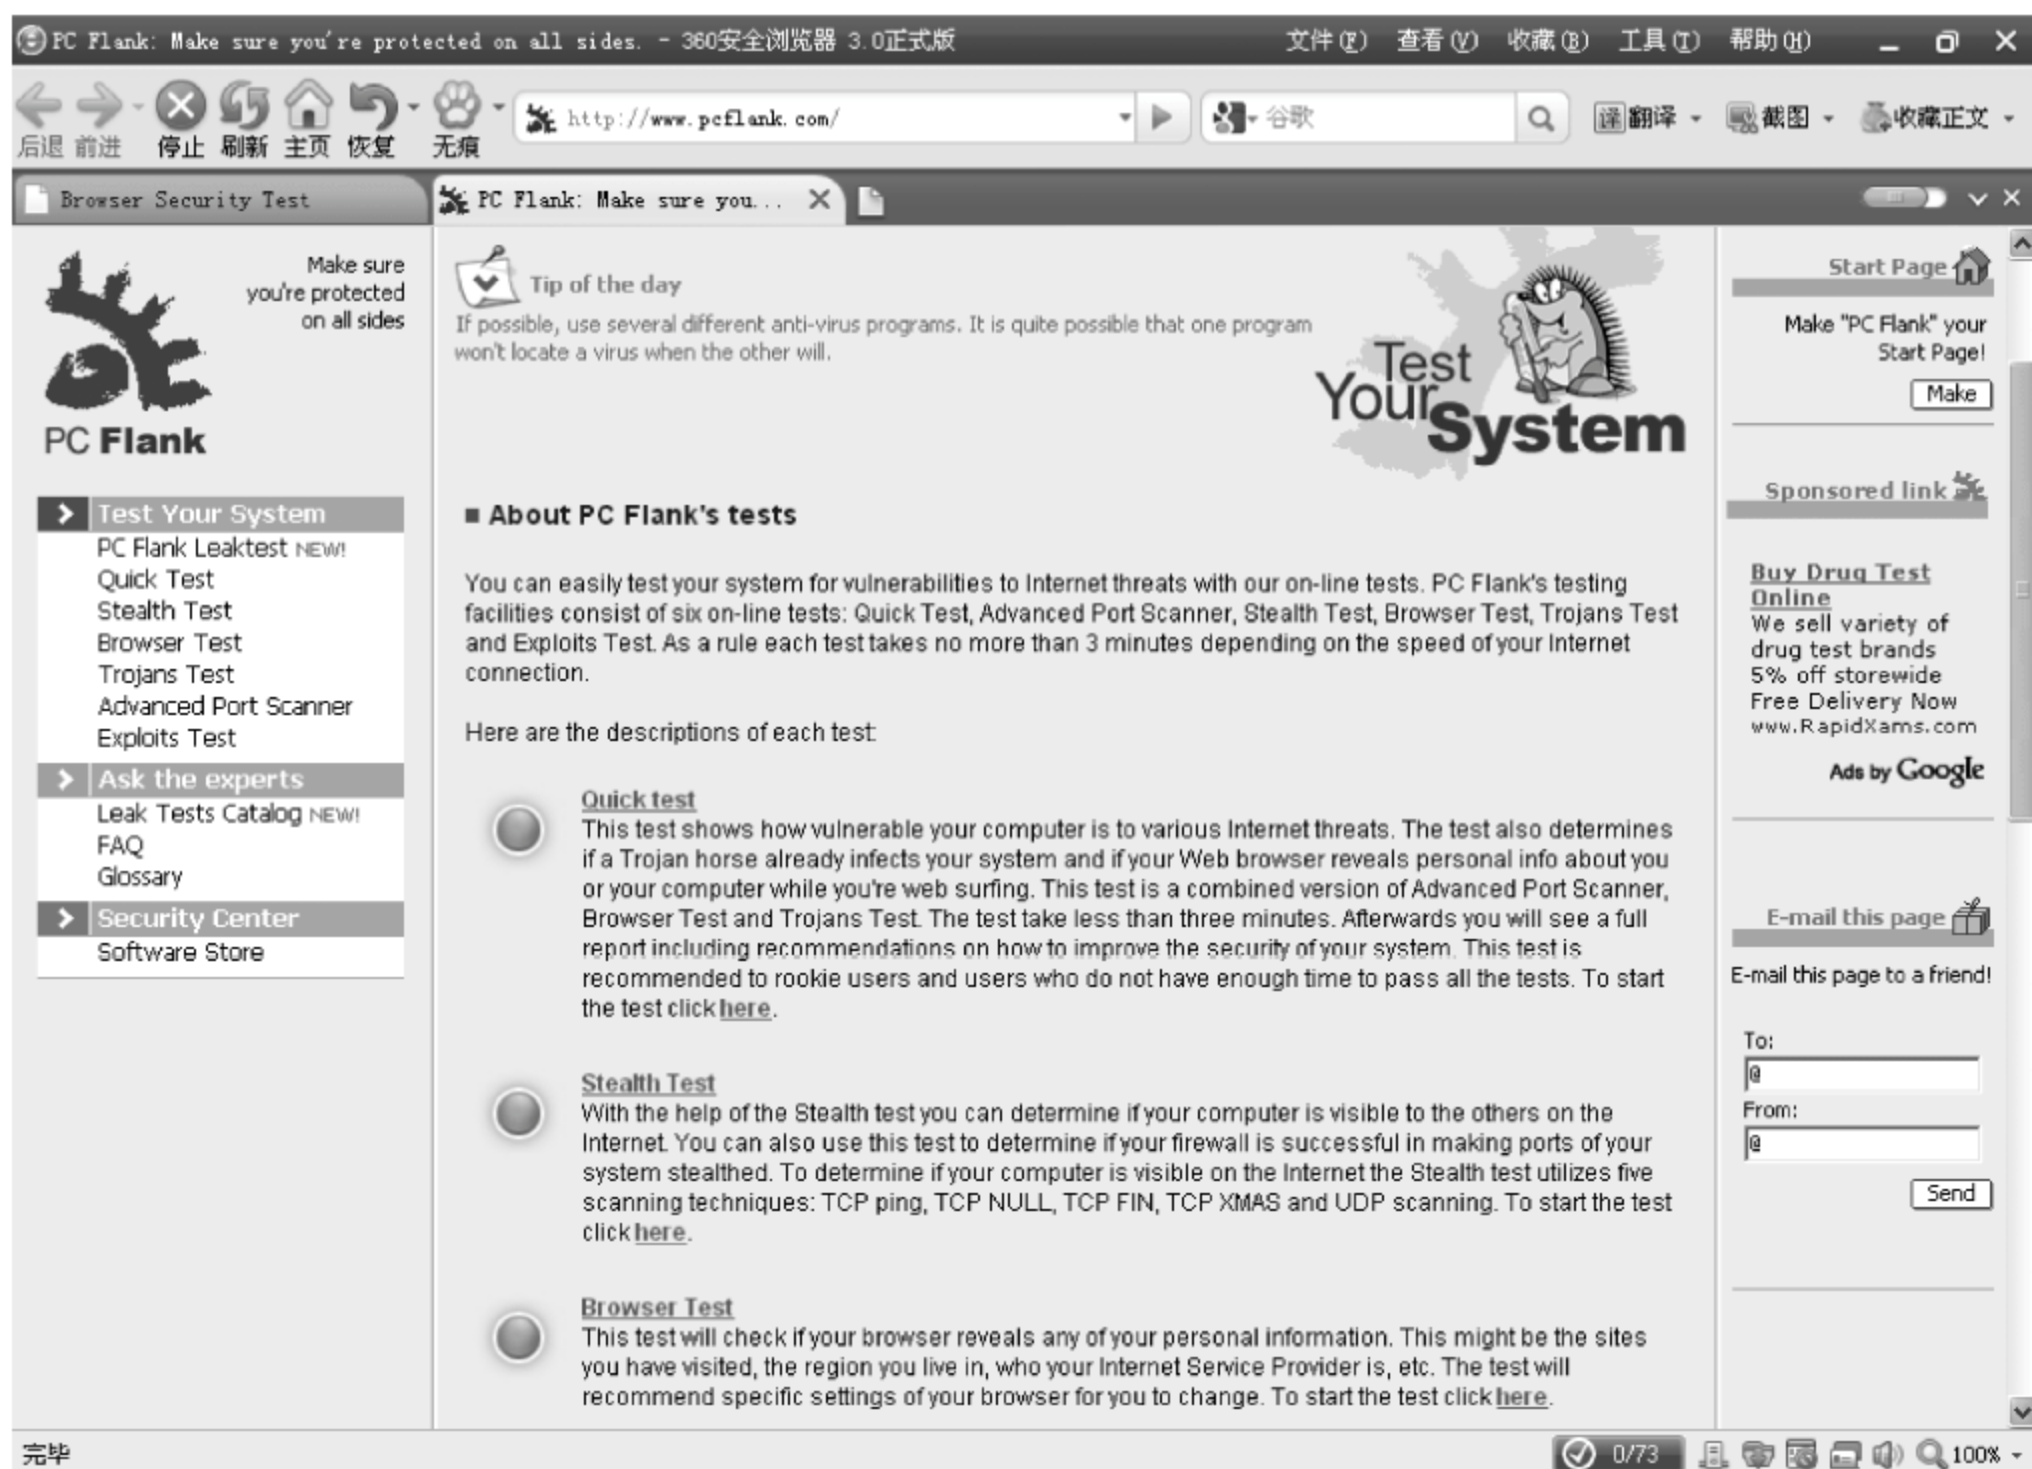 PC Flank: Make sure you're protected on all sides. - 360安全浏览器 3.0正式版
文件(F) 查看(V) 收藏(B) 工具(T) 帮助(H)
后退 前进 停止 刷新 主页 恢复 无痕
http://www.pcflank.com/
谷歌
译 翻译 截图 收藏正文
Browser Security Test
PC Flank: Make sure you...
Make sure
you're protected
on all sides
PC Flank
Test Your System
PC Flank Leaktest NEW!
Quick Test
Stealth Test
Browser Test
Trojans Test
Advanced Port Scanner
Exploits Test
Ask the experts
Leak Tests Catalog NEW!
FAQ
Glossary
Security Center
Software Store
Tip of the day
If possible, use several different anti-virus programs. It is quite possible that one program
won't locate a virus when the other will.
Test
Your
System
About PC Flank's tests
You can easily test your system for vulnerabilities to Internet threats with our on-line tests. PC Flank's testing
facilities consist of six on-line tests: Quick Test, Advanced Port Scanner, Stealth Test, Browser Test, Trojans Test
and Exploits Test. As a rule each test takes no more than 3 minutes depending on the speed of your Internet
connection.
Here are the descriptions of each test:
Quick test
This test shows how vulnerable your computer is to various Internet threats. The test also determines
if a Trojan horse already infects your system and if your Web browser reveals personal info about you
or your computer while you're web surfing. This test is a combined version of Advanced Port Scanner,
Browser Test and Trojans Test. The test take less than three minutes. Afterwards you will see a full
report including recommendations on how to improve the security of your system. This test is
recommended to rookie users and users who do not have enough time to pass all the tests. To start
the test click here.
Stealth Test
With the help of the Stealth test you can determine if your computer is visible to the others on the
Internet. You can also use this test to determine if your firewall is successful in making ports of your
system stealthed. To determine if your computer is visible on the Internet the Stealth test utilizes five
scanning techniques: TCP ping, TCP NULL, TCP FIN, TCP XMAS and UDP scanning. To start the test
click here.
Browser Test
This test will check if your browser reveals any of your personal information. This might be the sites
you have visited, the region you live in, who your Internet Service Provider is, etc. The test will
recommend specific settings of your browser for you to change. To start the test click here.
Start Page
Make "PC Flank" your
Start Page!
Make
Sponsored link
Buy Drug Test
Online
We sell variety of
drug test brands
5% off storewide
Free Delivery Now
www.RapidXams.com
Ads by Google
E-mail this page
E-mail this page to a friend!
To:
@
From:
@
Send
完毕
0/73
100%